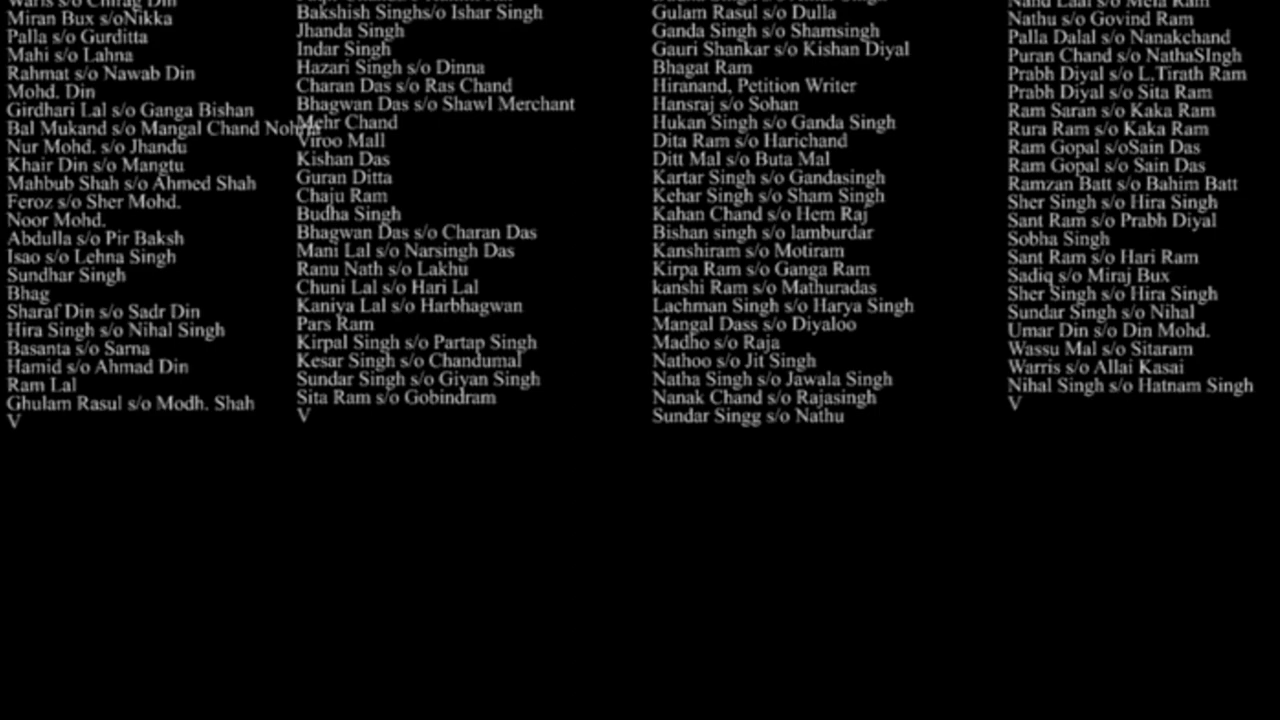 Miran Bux s/oNikka
Palla s/o Gurditta
Mahi s/o Lahna
Rahmat s/o Nawab Din
Mohd. Din
Girdhari Lal s/o Ganga Bishan
Bal Mukand s/o Mangal Chand
Nur Mohd. s/o Jhandu
Khair Din s/o Mangtu
Mahbub Shah s/o Ahmed Shah
Feroz s/o Sher Mohd.
Noor Mohd.
Abdulla s/o Pir Baksh
Isao s/o Lehna Singh
Sundhar Singh
Bhag
Sharaf Din s/o Sadr Din
Hira Singh s/o Nihal Singh
Basanta s/o Sarna
Hamid s/o Ahmad Din
Ram Lal
Ghulam Rasul s/o Modh. Shah
V
Bakshish Singhs/o Ishar Singh
Jhanda Singh
Indar Singh
Hazari Singh s/o Dinna
Charan Das s/o Ras Chand
Bhagwan Das s/o Shawl Merchant
Mehr Chand
Viroo Mall
Kishan Das
Guran Ditta
Chaju Ram
Budha Singh
Bhagwan Das s/o Charan Das
Mani Lal s/o Narsingh Das
Ranu Nath s/o Lakhu
Chuni Lal s/o Hari Lal
Kaniya Lal s/o Harbhagwan
Pars Ram
Kirpal Singh s/o Partap Singh
Kesar Singh s/o Chandumal
Sundar Singh s/o Giyan Singh
Sita Ram s/o Gobindram
V
Gulam Rasul s/o Dulla
Ganda Singh s/o Shamsingh
Gauri Shankar s/o Kishan Diyal
Bhagat Ram
Hiranand, Petition Writer
Hansraj s/o Sohan
Hukan Singh s/o Ganda Singh
Dita Ram s/o Harichand
Ditt Mal s/o Buta Mal
Kartar Singh s/o Gandasingh
Kehar Singh s/o Sham Singh
Kahan Chand s/o Hem Raj
Bishan singh s/o lamburdar
Kanshiram s/o Motiram
Kirpa Ram s/o Ganga Ram
kanshi Ram s/o Mathuradas
Lachman Singh s/o Harya Singh
Mangal Dass s/o Diyaloo
Madho s/o Raja
Nathoo s/o Jit Singh
Natha Singh s/o Jawala Singh
Nanak Chand s/o Rajasingh
Sundar Singg s/o Nathu
Nand Laal s/o Mela Ram
Nathu s/o Govind Ram
Palla Dalal s/o Nanakchand
Puran Chand s/o NathaSIngh
Prabh Diyal s/o L.Tirath Ram
Prabh Diyal s/o Sita Ram
Ram Saran s/o Kaka Ram
Rura Ram s/o Kaka Ram
Ram Gopal s/oSain Das
Ram Gopal s/o Sain Das
Ramzan Batt s/o Bahim Batt
Sher Singh s/o Hira Singh
Sant Ram s/o Prabh Diyal
Sobha Singh
Sant Ram s/o Hari Ram
Sadiq s/o Miraj Bux
Sher Singh s/o Hira Singh
Sundar Singh s/o Nihal
Umar Din s/o Din Mohd.
Wassu Mal s/o Sitaram
Warris s/o Allai Kasai
Nihal Singh s/o Hatnam Singh
V